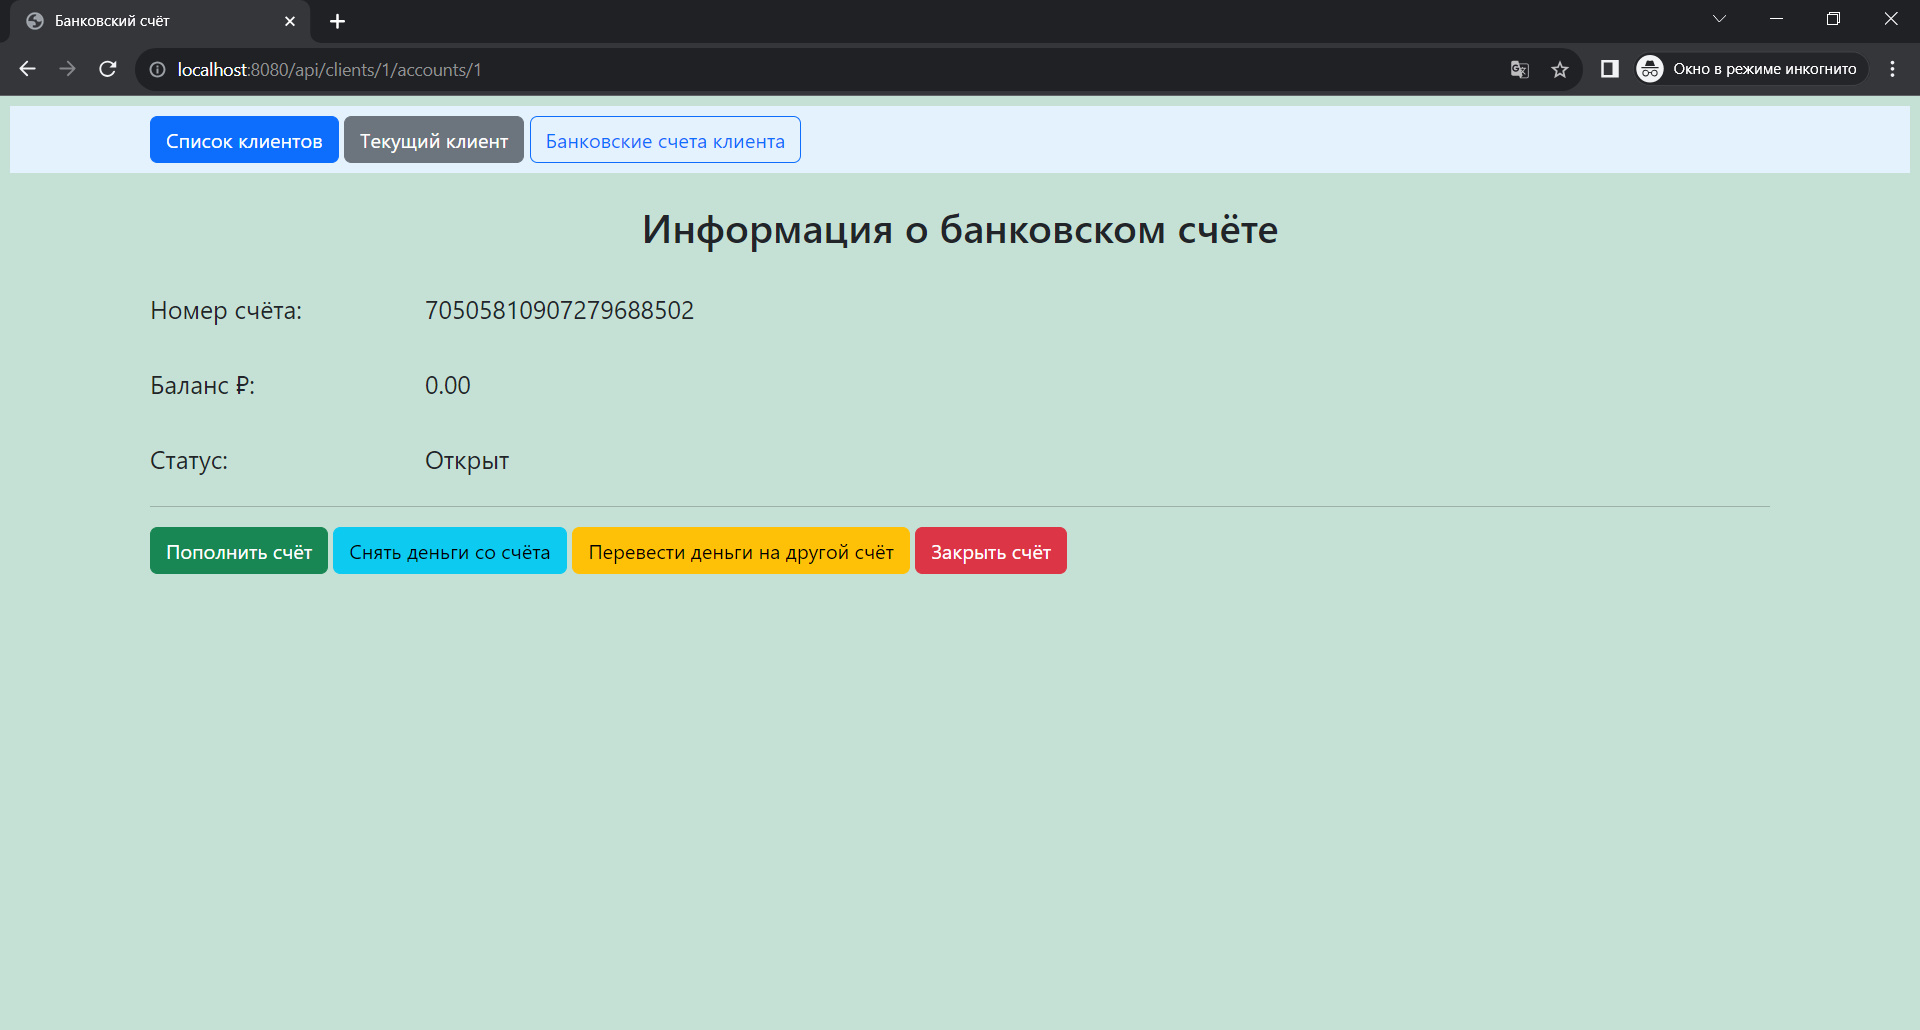 Банковский счёт
localhost:8080/api/clients/1/accounts/1
Окно в режиме инкогнито
Список клиентов Текущий клиент Банковские счета клиента
Информация о банковском счёте
Номер счёта: 70505810907279688502
Баланс ₽: 0.00
Статус: Открыт
Пополнить счёт Снять деньги со счёта Перевести деньги на другой счёт Закрыть счёт